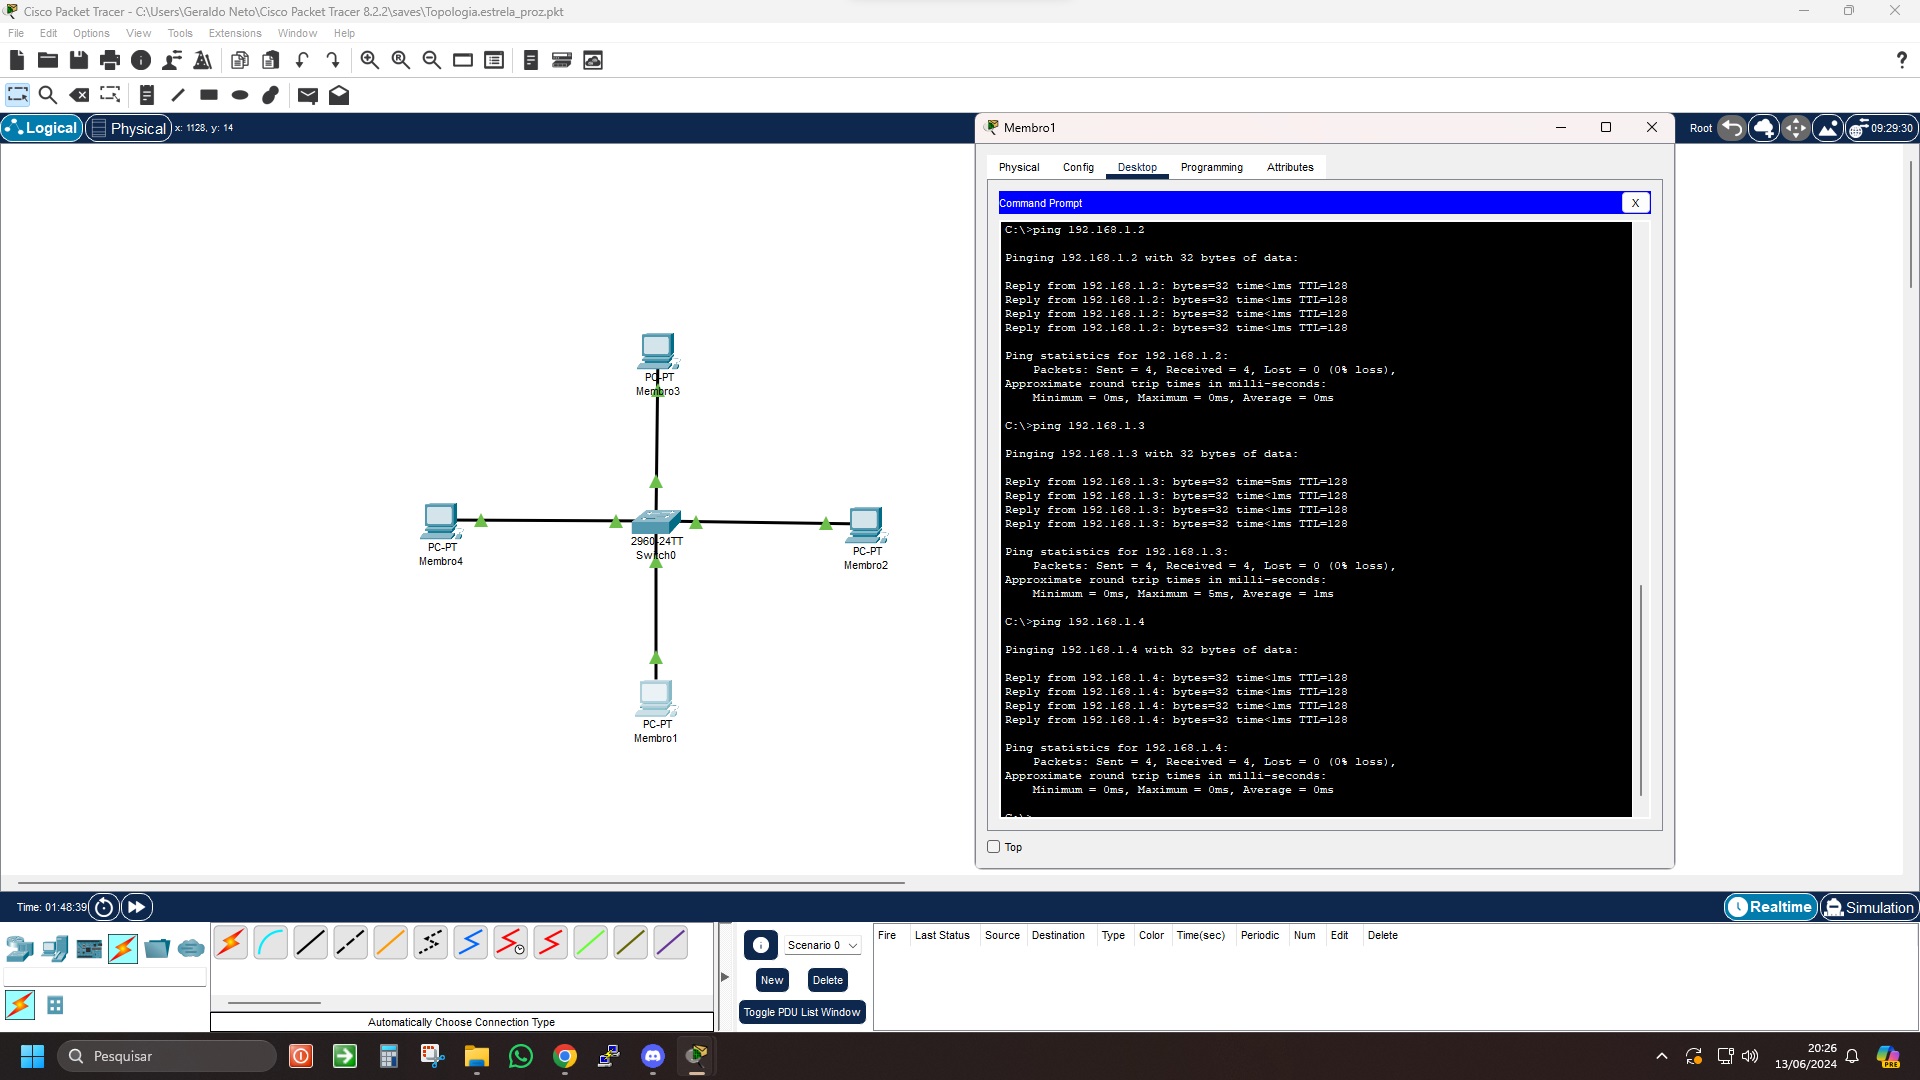 Cisco Packet Tracer - C:\Users\Geraldo Neto\Cisco Packet Tracer 8.2.2\saves\Topologia.estrela_proz.pkt
File Edit Options View Tools Extensions Window Help
Logical Physical x: 1128, y: 14
Root 09:29:30
PC-PT
Membro3
PC-PT
Membro4
2960-24TT
Switch0
PC-PT
Membro2
PC-PT
Membro1
Membro1
Physical Config Desktop Programming Attributes
Command Prompt X
C:\>ping 192.168.1.2
Pinging 192.168.1.2 with 32 bytes of data:
Reply from 192.168.1.2: bytes=32 time<1ms TTL=128
Reply from 192.168.1.2: bytes=32 time<1ms TTL=128
Reply from 192.168.1.2: bytes=32 time<1ms TTL=128
Reply from 192.168.1.2: bytes=32 time<1ms TTL=128
Ping statistics for 192.168.1.2:
Packets: Sent = 4, Received = 4, Lost = 0 (0% loss),
Approximate round trip times in milli-seconds:
Minimum = 0ms, Maximum = 0ms, Average = 0ms
C:\>ping 192.168.1.3
Pinging 192.168.1.3 with 32 bytes of data:
Reply from 192.168.1.3: bytes=32 time=5ms TTL=128
Reply from 192.168.1.3: bytes=32 time<1ms TTL=128
Reply from 192.168.1.3: bytes=32 time<1ms TTL=128
Reply from 192.168.1.3: bytes=32 time<1ms TTL=128
Ping statistics for 192.168.1.3:
Packets: Sent = 4, Received = 4, Lost = 0 (0% loss),
Approximate round trip times in milli-seconds:
Minimum = 0ms, Maximum = 5ms, Average = 1ms
C:\>ping 192.168.1.4
Pinging 192.168.1.4 with 32 bytes of data:
Reply from 192.168.1.4: bytes=32 time<1ms TTL=128
Reply from 192.168.1.4: bytes=32 time<1ms TTL=128
Reply from 192.168.1.4: bytes=32 time<1ms TTL=128
Reply from 192.168.1.4: bytes=32 time<1ms TTL=128
Ping statistics for 192.168.1.4:
Packets: Sent = 4, Received = 4, Lost = 0 (0% loss),
Approximate round trip times in milli-seconds:
Minimum = 0ms, Maximum = 0ms, Average = 0ms
C:\>
Top
Time: 01:48:39
Realtime Simulation
Automatically Choose Connection Type
Scenario 0
New Delete
Toggle PDU List Window
Fire Last Status Source Destination Type Color Time(sec) Periodic Num Edit Delete
Pesquisar
20:26
13/06/2024
PRE